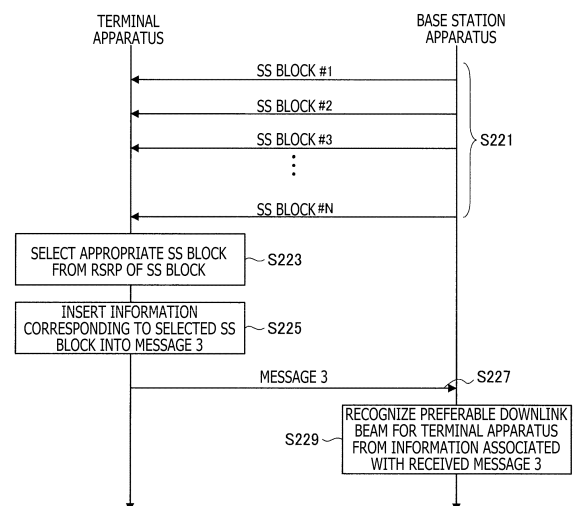 TERMINAL
APPARATUS
BASE STATION
APPARATUS
SS BLOCK #1
SS BLOCK #2
SS BLOCK #3
S221
SS BLOCK #N
SELECT APPROPRIATE SS BLOCK
FROM RSRP OF SS BLOCK
S223
INSERT INFORMATION
CORRESPONDING TO SELECTED SS
BLOCK INTO MESSAGE 3
S225
MESSAGE 3
S227
RECOGNIZE PREFERABLE DOWNLINK
BEAM FOR TERMINAL APPARATUS
FROM INFORMATION ASSOCIATED
WITH RECEIVED MESSAGE 3
S229